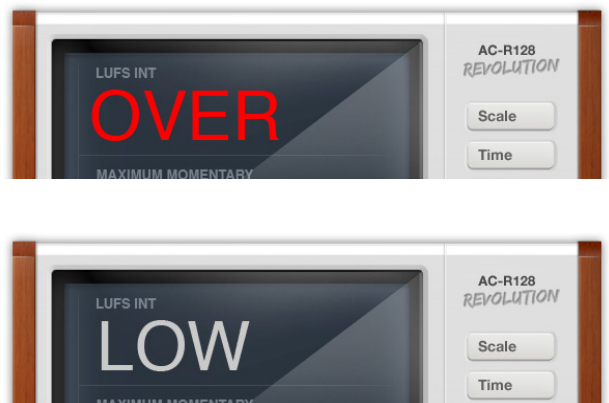 AC-R128
REVOLUTION
LUFS INT
OVER
Scale
Time
MAXIMUM MOMENTARY
AC-R128
REVOLUTION
LUFS INT
LOW
Scale
Time
MAXIMUM MOMENTARY